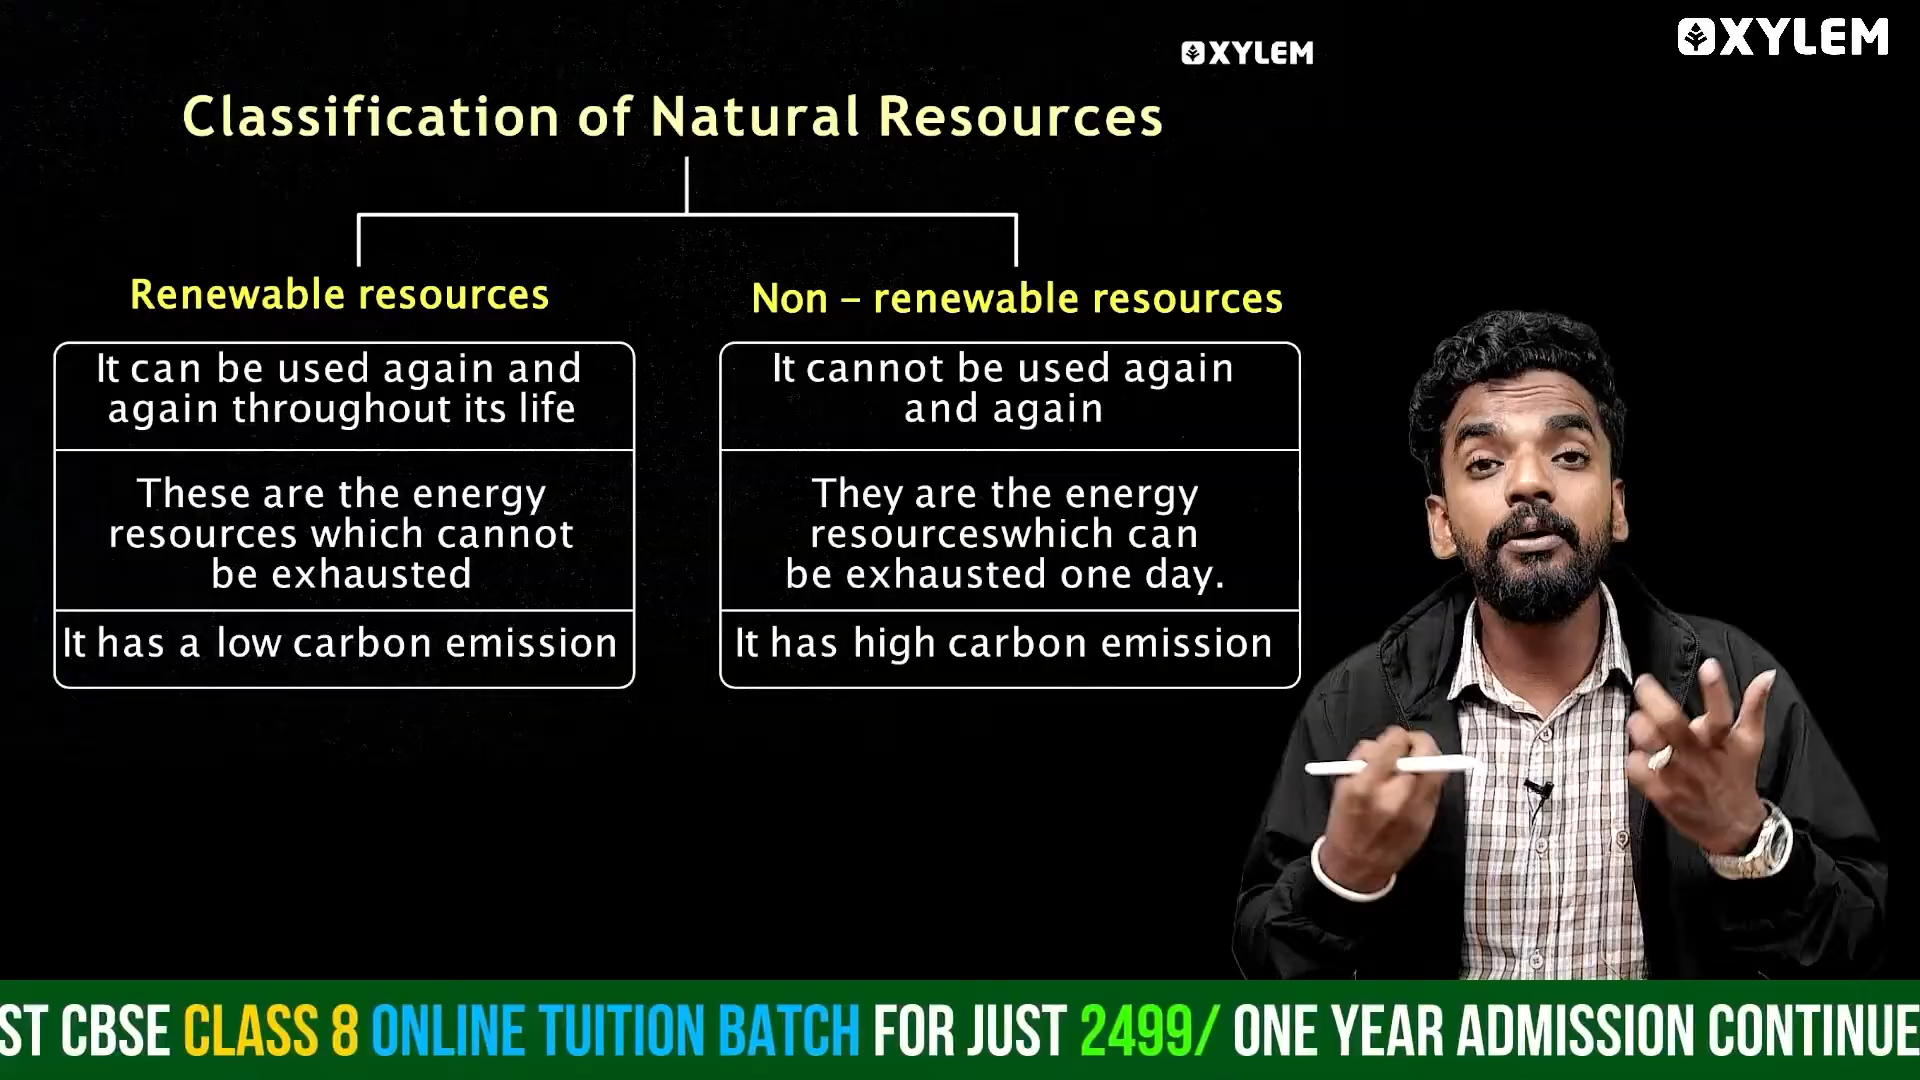 XYLEM
XYLEM
Classification of Natural Resources
Renewable resources
Non – renewable resources
It can be used again and
again throughout its life
These are the energy
resources which cannot
be exhausted
It has a low carbon emission
It cannot be used again
and again
They are the energy
resourceswhich can
be exhausted one day.
It has high carbon emission
ST CBSE CLASS 8 ONLINE TUITION BATCH FOR JUST 2499/ ONE YEAR ADMISSION CONTINUE